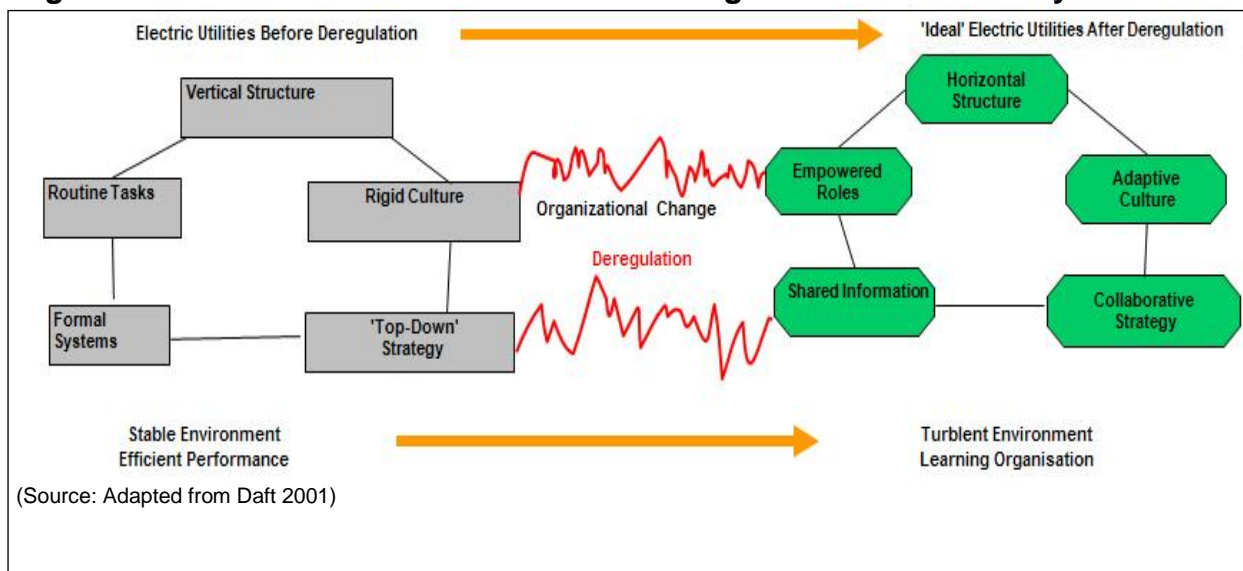 Electric Utilities Before Deregulation
'Ideal' Electric Utilities After Deregulation
Vertical Structure
Horizontal
Structure
Routine Tasks
Rigid Culture
Organizational Change
Empowered
Roles
Adaptive
Culture
Deregulation
Formal
Systems
'Top-Down'
Strategy
Shared Information
Collaborative
Strategy
Stable Environment
Efficient Performance
Turblent Environment
Learning Organisation
(Source: Adapted from Daft 2001)